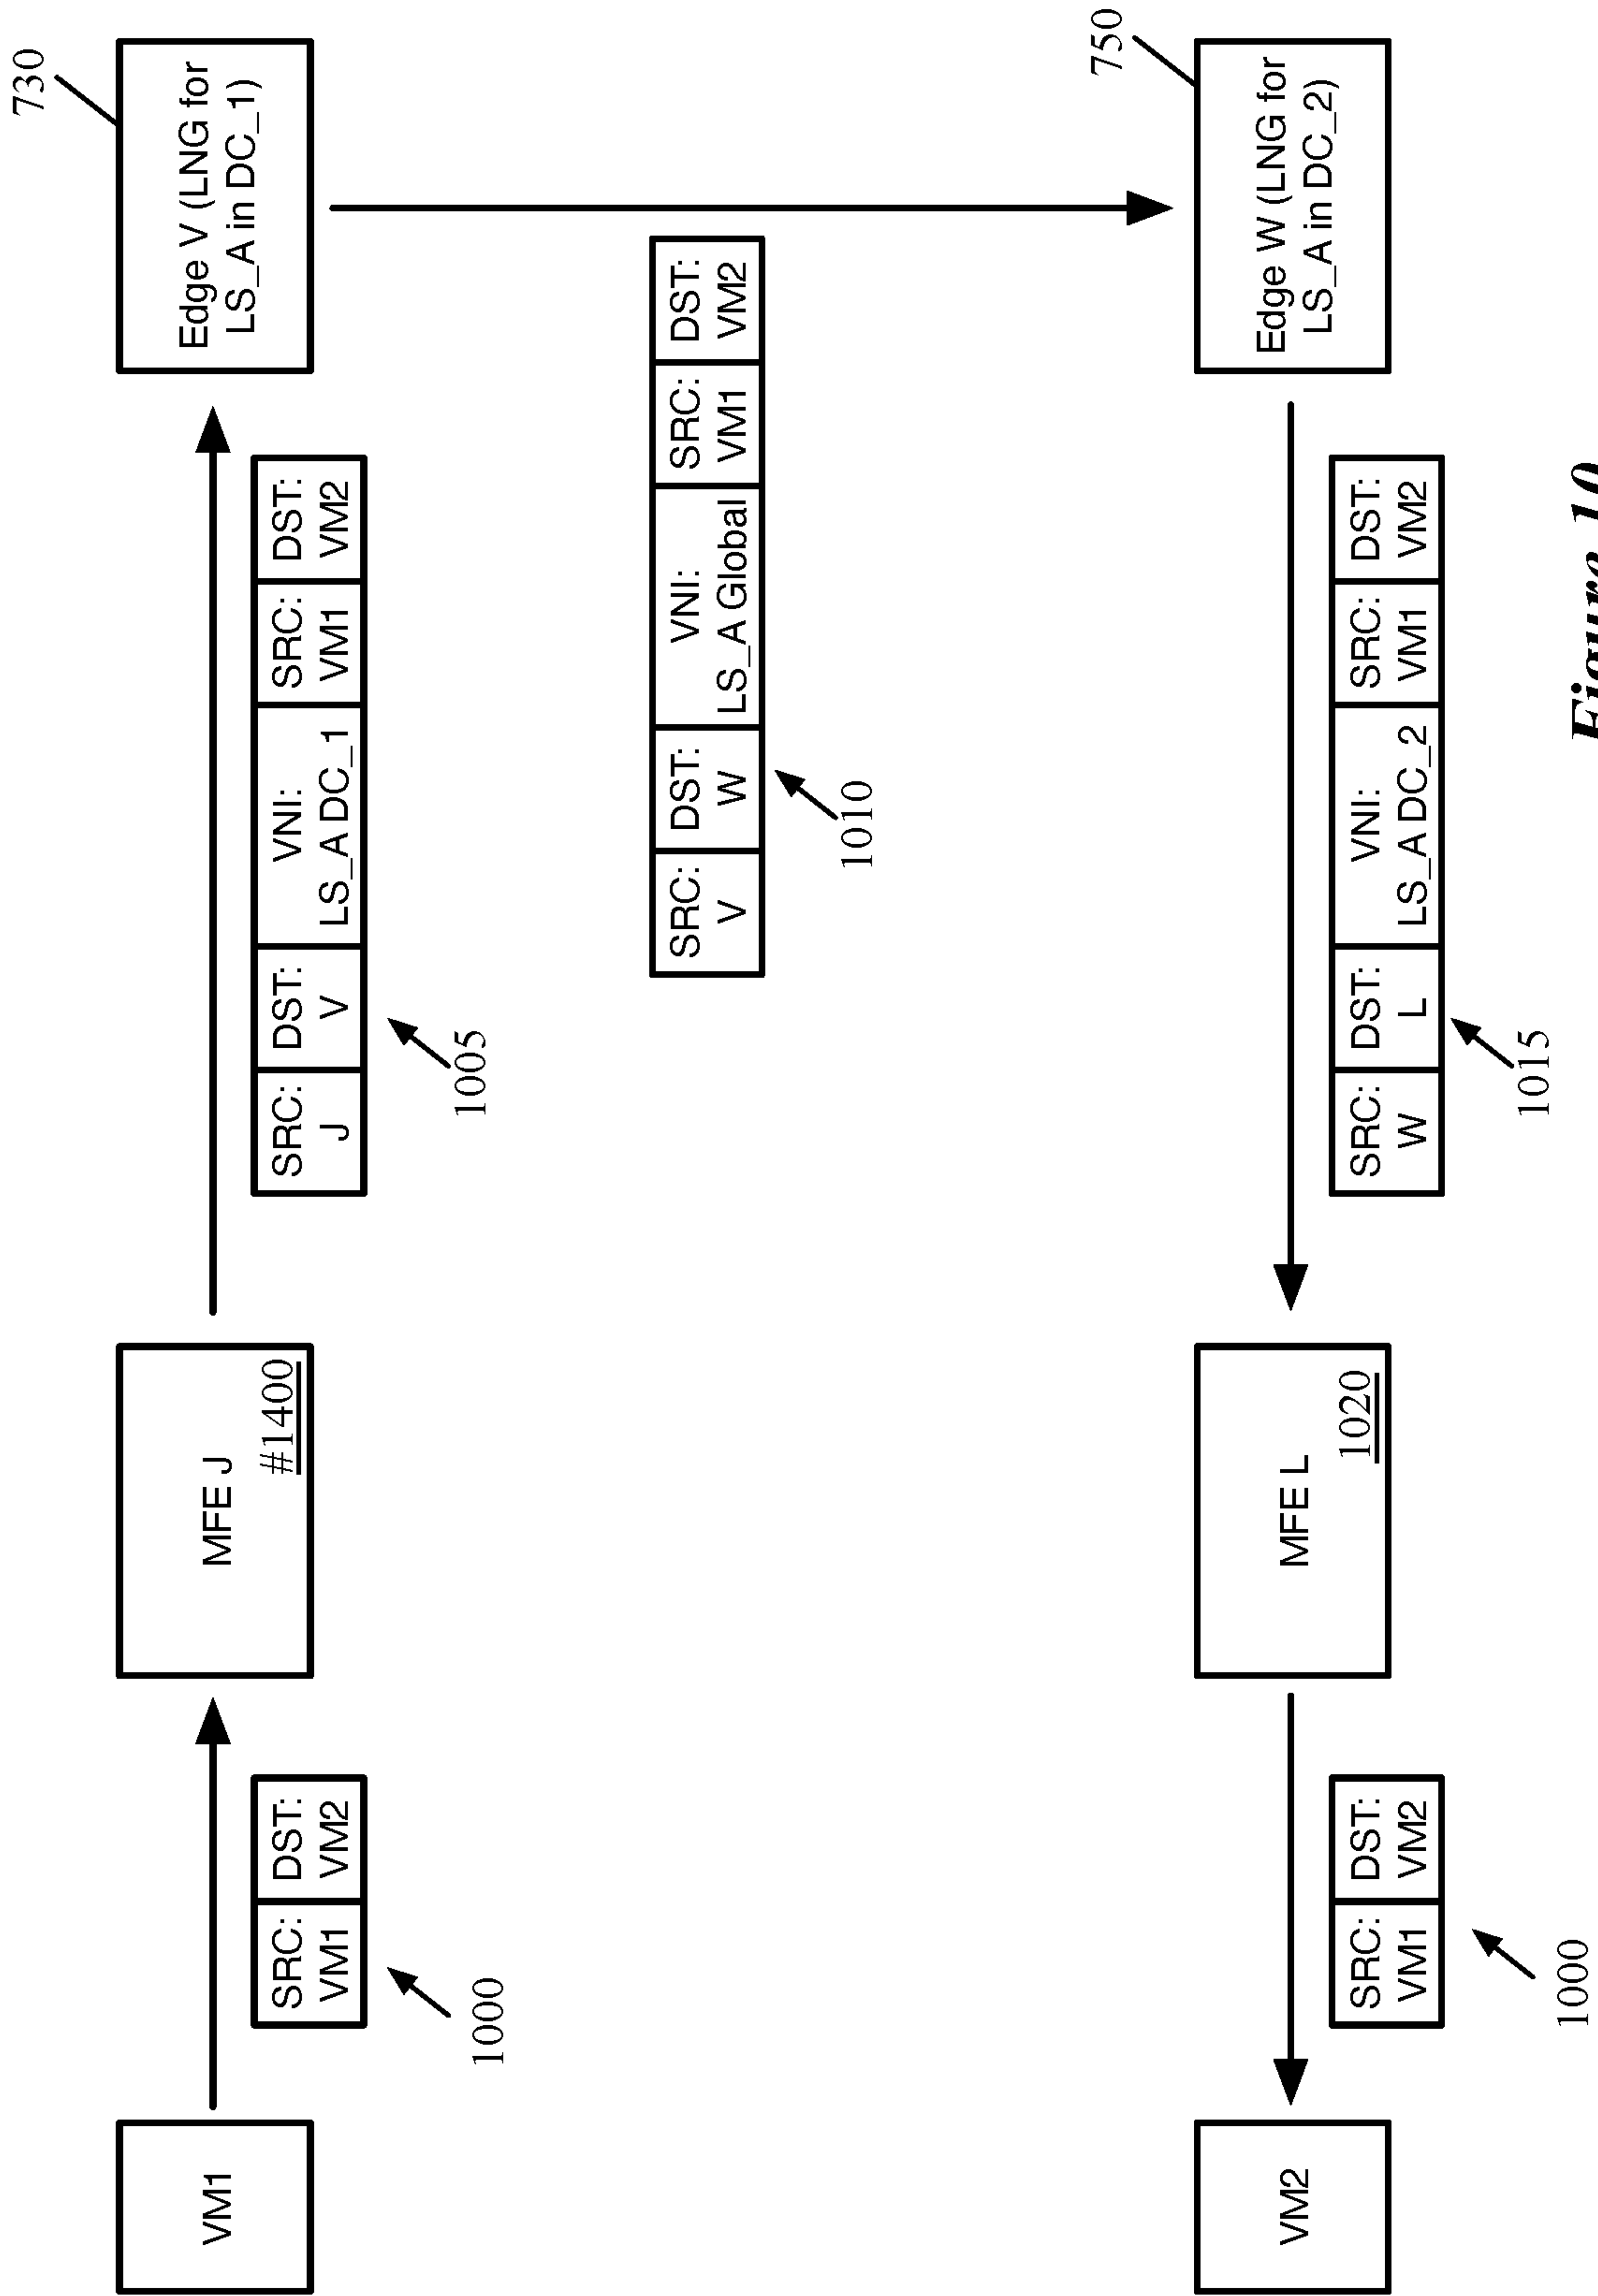 VM1
SRC:
VM1
DST:
VM2
1000
MFE J
#1400
SRC:
J
DST:
V
VNI:
LS_A DC_1
SRC:
VM1
DST:
VM2
1005
Edge V (LNG for
LS_A in DC_1)
730
SRC:
V
DST:
W
VNI:
LS_A Global
SRC:
VM1
DST:
VM2
1010
VM2
SRC:
VM1
DST:
VM2
1000
MFE L
1020
SRC:
W
DST:
L
VNI:
LS_A DC_2
SRC:
VM1
DST:
VM2
1015
Edge W (LNG for
LS_A in DC_2)
750
Figure 10